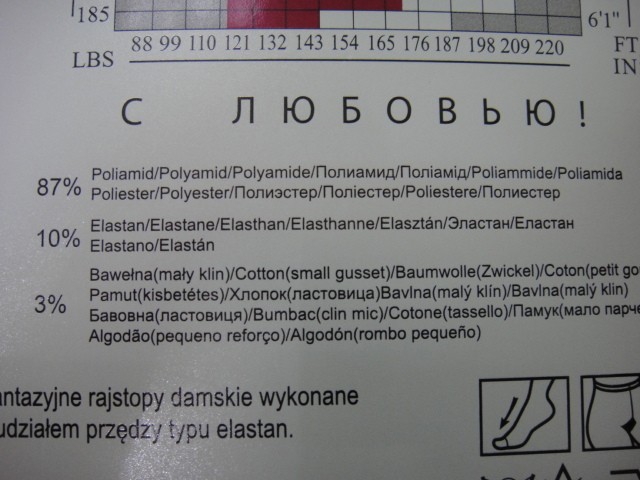 185
6'1"
88 99 110 121 132 143 154 165 176 187 198 209 220
FT
LBS
IN
С ЛЮБОВЬЮ!
87% Poliamid/Polyamid/Polyamide/Полиамид/Поліамід/Poliammide/Poliamida
Poliester/Polyester/Полиэстер/Поліестер/Poliestere/Полиестер
10% Elastan/Elastane/Elasthan/Elasthanne/Elasztán/Эластан/Еластан
Elastano/Elastán
3% Bawełna(mały klin)/Cotton(small gusset)/Baumwolle(Zwickel)/Coton(petit go
Pamut(kisbetétes)/Хлопок(ластовица)Bavlna(malý klín)/Bavlna(malý klin)
Бавовна(ластовиця)/Bumbac(clin mic)/Cotone(tassello)/Памук(мало парче
Algodão(pequeno reforço)/Algodón(rombo pequeño)
antazyjne rajstopy damskie wykonane
udziałem przędzy typu elastan.